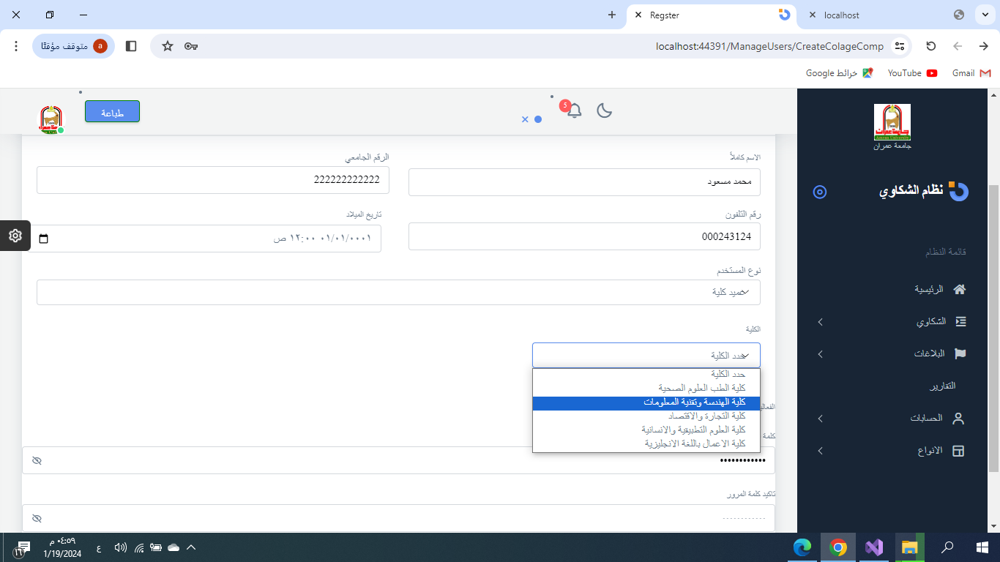 Regster
localhost
متوقف مؤقتًا
a
localhost:44391/ManageUsers/CreateColageComp
Gmail
YouTube
خرائط Google
جامعة عمران
نظام الشكاوي
قائمة النظام
الرئيسية
الشكاوي
البلاغات
التقارير
الحسابات
الانواع
5
طباعة
الاسم كاملاً
محمد مسعود
الرقم الجامعي
222222222222
رقم التلفون
000243124
تاريخ الميلاد
٠١/٠١/٠٠٠١ ١٢:٠٠ ص
نوع المستخدم
عميد كلية
الكلية
حدد الكلية
حدد الكلية
كلية الطب العلوم الصحية
كلية الهندسة وتقنية المعلومات
كلية التجارة والاقتصاد
كلية العلوم التطبيقية والانسانية
كلية الاعمال باللغة الانجليزية
كلمة
••••••••••••
تاكيد كلمة المرور
------------
٠٤:٥٩ م
1/19/2024
ع
١٦